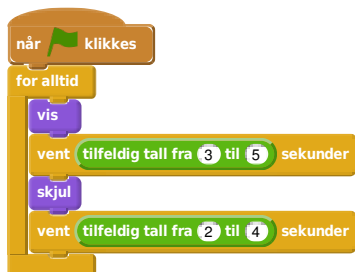 når klikkes
for alltid
vis
vent tilfeldig tall fra 3 til 5 sekunder
skjul
vent tilfeldig tall fra 2 til 4 sekunder